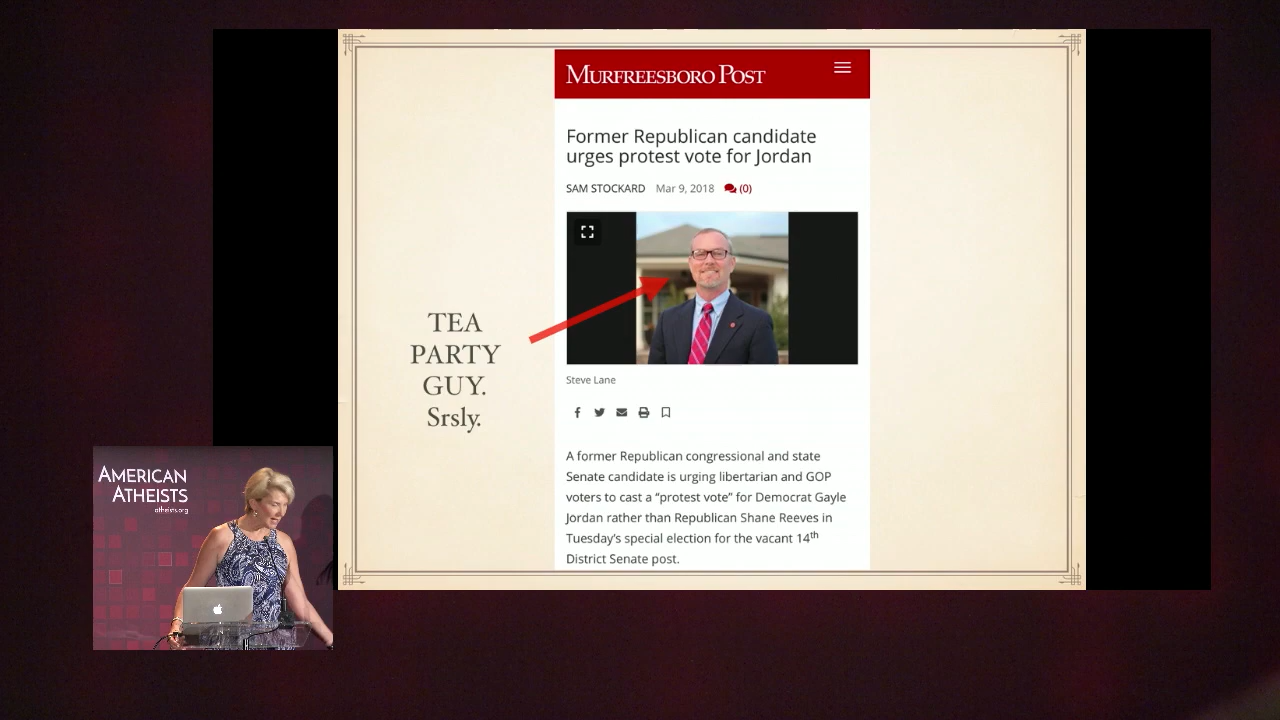 MURFREESBORO POST
Former Republican candidate
urges protest vote for Jordan
SAM STOCKARD Mar 9, 2018 (0)
TEA
PARTY
GUY.
Srsly.
Steve Lane
A former Republican congressional and state
Senate candidate is urging libertarian and GOP
voters to cast a “protest vote” for Democrat Gayle
Jordan rather than Republican Shane Reeves in
Tuesday’s special election for the vacant 14th
District Senate post.
AMERICAN
ATHEISTS
atheists.org